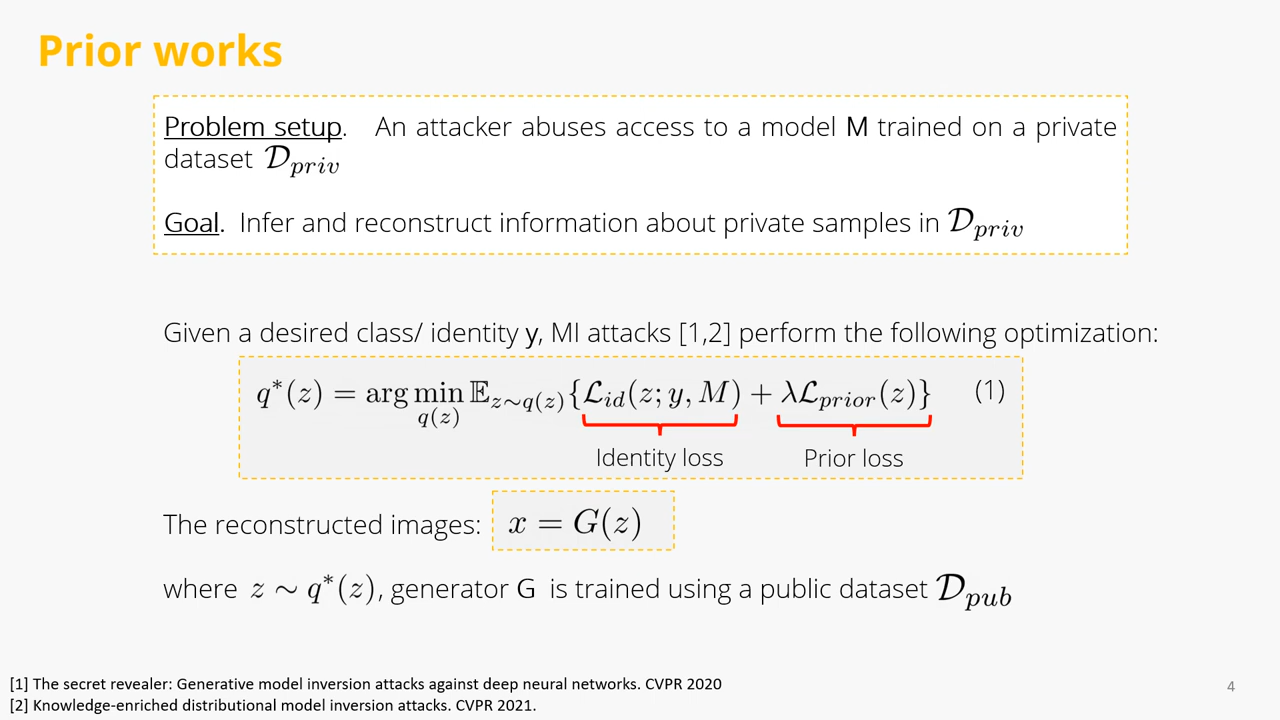 Prior works
Problem setup. An attacker abuses access to a model M trained on a private
dataset 𝒟_priv
Goal. Infer and reconstruct information about private samples in 𝒟_priv
Given a desired class/ identity y, MI attacks [1,2] perform the following optimization:
q*(z) = arg min_{q(z)} 𝔼_{z∼q(z)}{ℒ_id(z; y, M) + λℒ_prior(z)} (1)
Identity loss Prior loss
The reconstructed images: x = G(z)
where z ∼ q*(z), generator G is trained using a public dataset 𝒟_pub
[1] The secret revealer: Generative model inversion attacks against deep neural networks. CVPR 2020
[2] Knowledge-enriched distributional model inversion attacks. CVPR 2021.
4